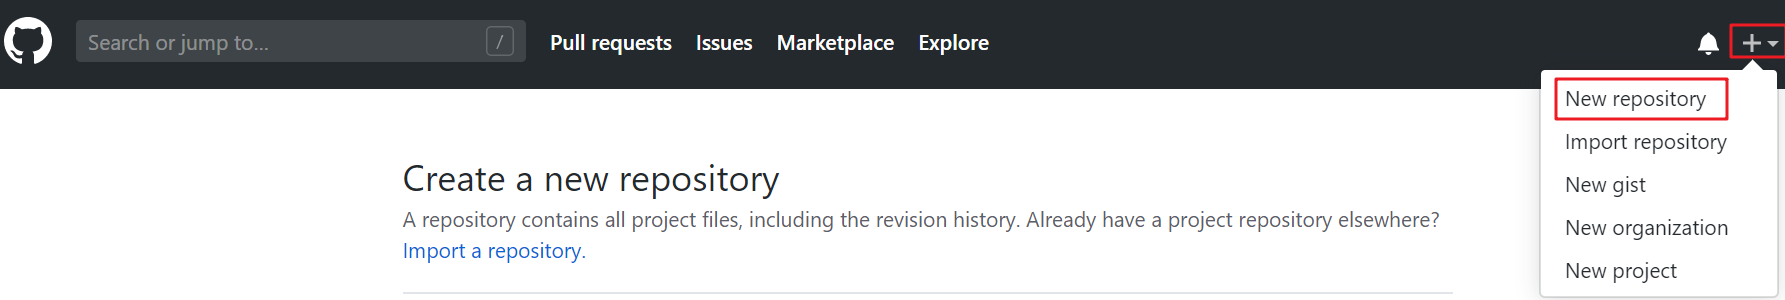 Search or jump to... /
Pull requests Issues Marketplace Explore
New repository
Import repository
New gist
New organization
New project
Create a new repository
A repository contains all project files, including the revision history. Already have a project repository elsewhere?
Import a repository.